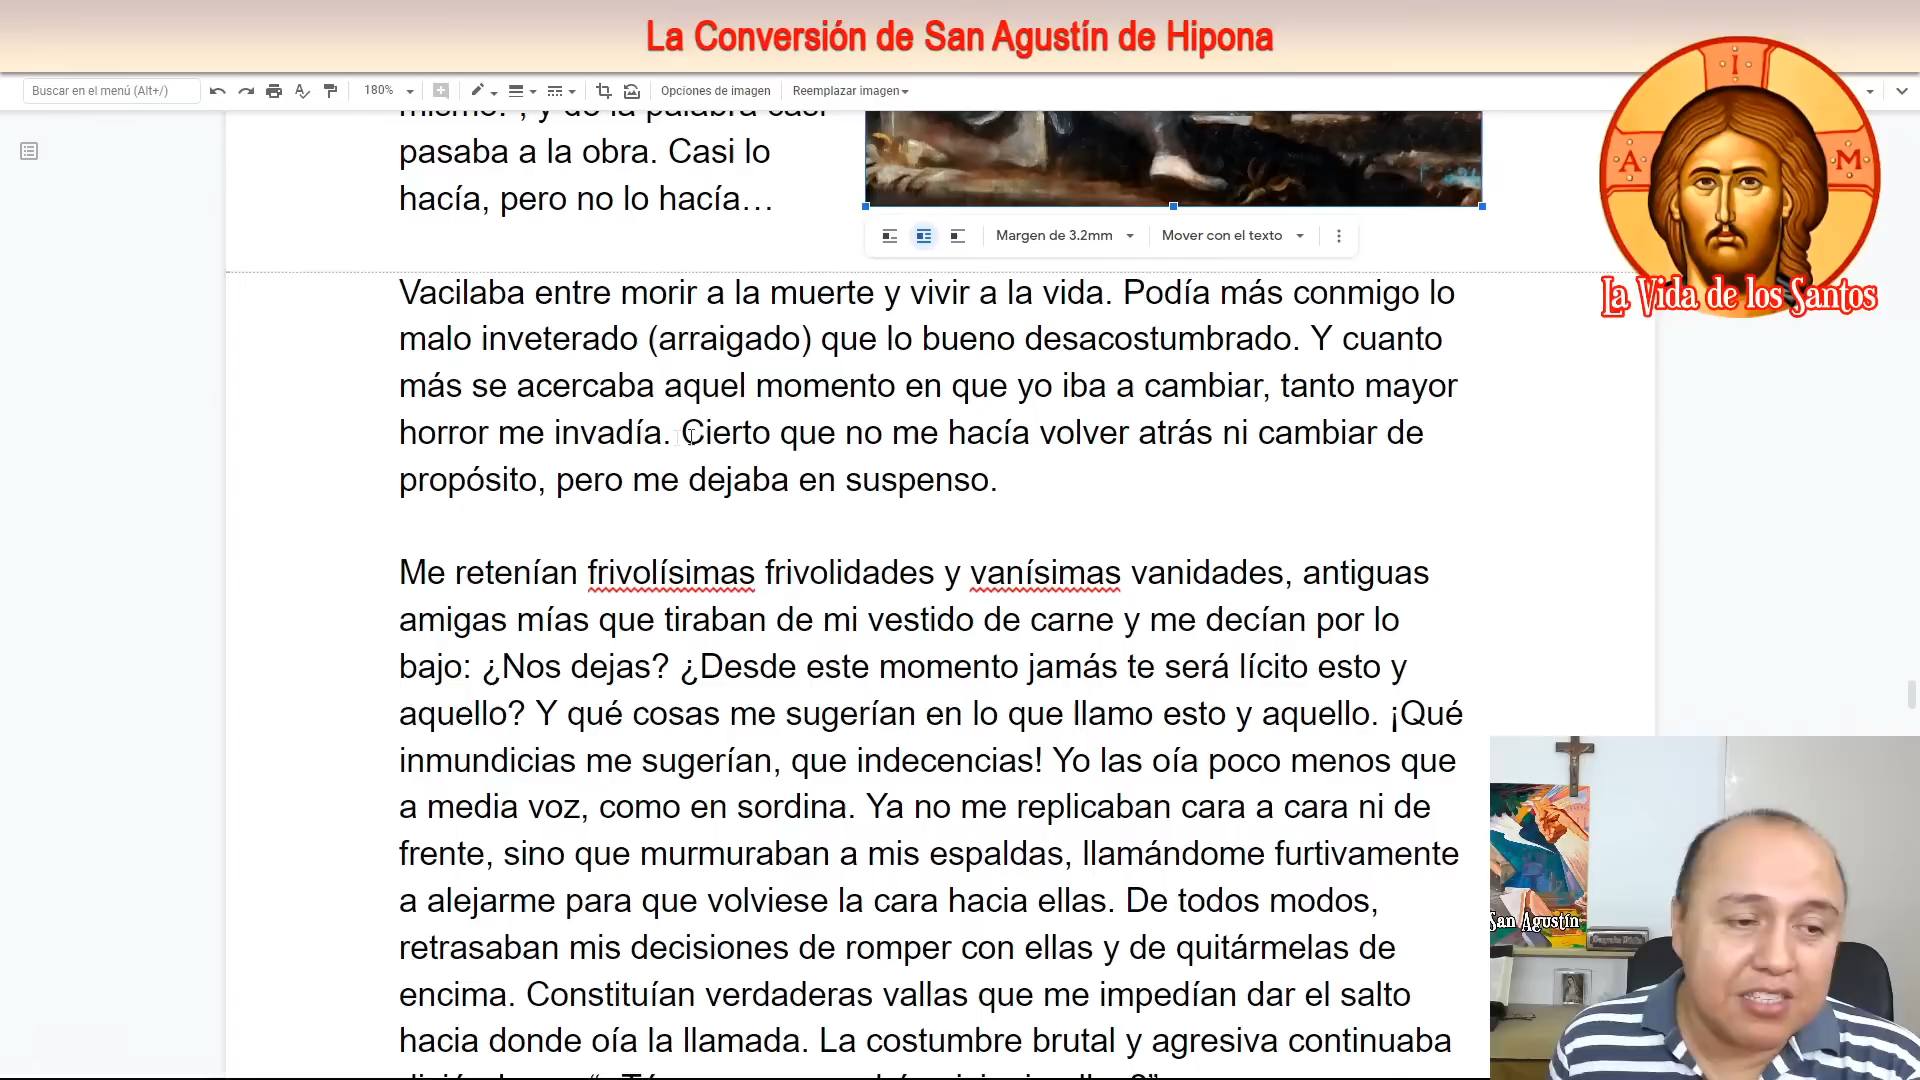 La Conversión de San Agustín de Hipona
Buscar en el menú (Alt+/)
180%
Opciones de imagen
Reemplazar imagen
I
A
M
La Vida de los Santos
pasaba a la obra. Casi lo
hacía, pero no lo hacía…
Margen de 3.2mm
Mover con el texto
Vacilaba entre morir a la muerte y vivir a la vida. Podía más conmigo lo
malo inveterado (arraigado) que lo bueno desacostumbrado. Y cuanto
más se acercaba aquel momento en que yo iba a cambiar, tanto mayor
horror me invadía. Cierto que no me hacía volver atrás ni cambiar de
propósito, pero me dejaba en suspenso.
Me retenían frivolísimas frivolidades y vanísimas vanidades, antiguas
amigas mías que tiraban de mi vestido de carne y me decían por lo
bajo: ¿Nos dejas? ¿Desde este momento jamás te será lícito esto y
aquello? Y qué cosas me sugerían en lo que llamo esto y aquello. ¡Qué
inmundicias me sugerían, que indecencias! Yo las oía poco menos que
a media voz, como en sordina. Ya no me replicaban cara a cara ni de
frente, sino que murmuraban a mis espaldas, llamándome furtivamente
a alejarme para que volviese la cara hacia ellas. De todos modos,
retrasaban mis decisiones de romper con ellas y de quitármelas de
encima. Constituían verdaderas vallas que me impedían dar el salto
hacia donde oía la llamada. La costumbre brutal y agresiva continuaba
San Agustín